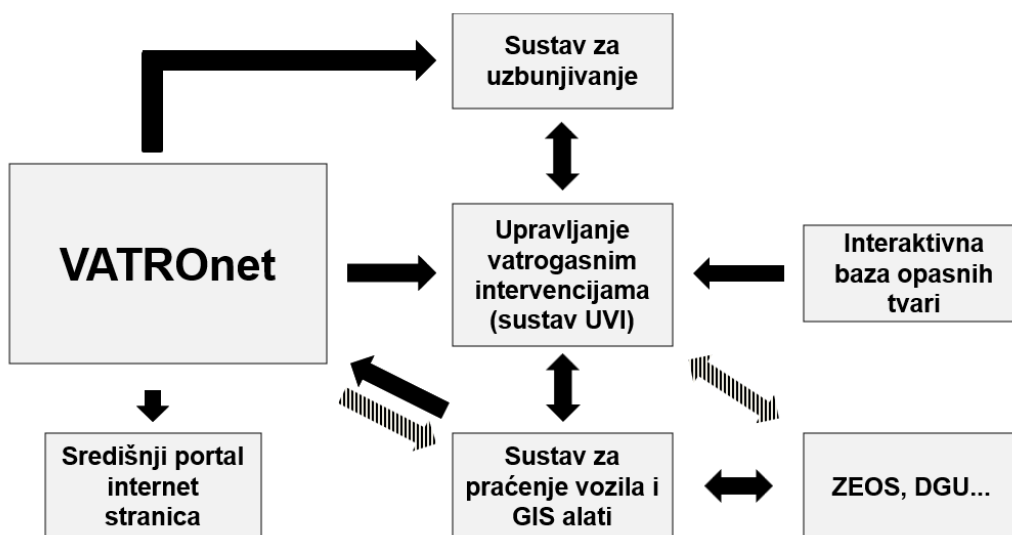 Sustav za
uzbunjivanje
VATROnet
Upravljanje
vatrogasnim
intervencijama
(sustav UVI)
Interaktivna
baza opasnih
tvari
Središnji portal
internet
stranica
Sustav za
praćenje vozila i
GIS alati
ZEOS, DGU...